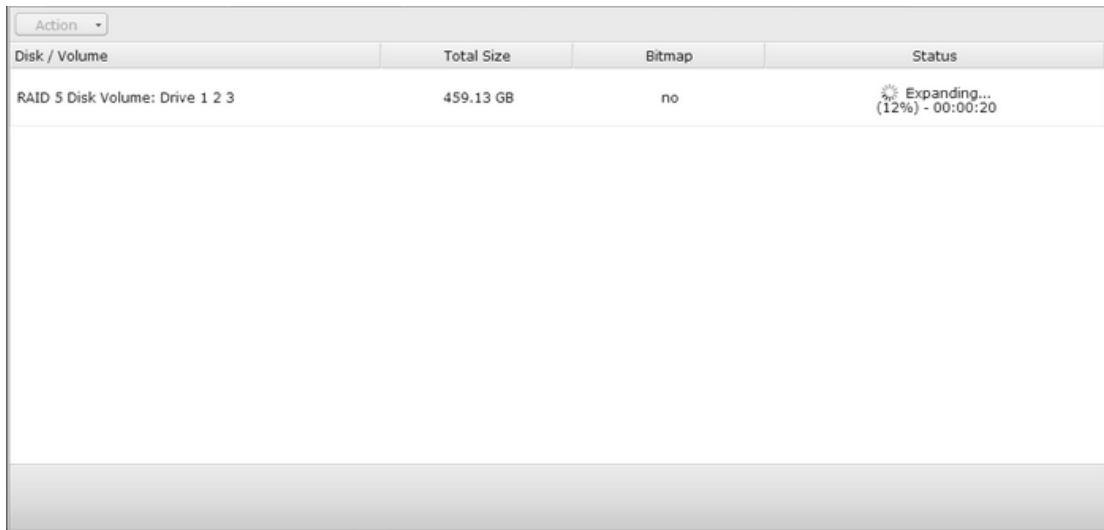 Action
Disk / Volume Total Size Bitmap Status
RAID 5 Disk Volume: Drive 1 2 3 459.13 GB no Expanding...
(12%) - 00:00:20